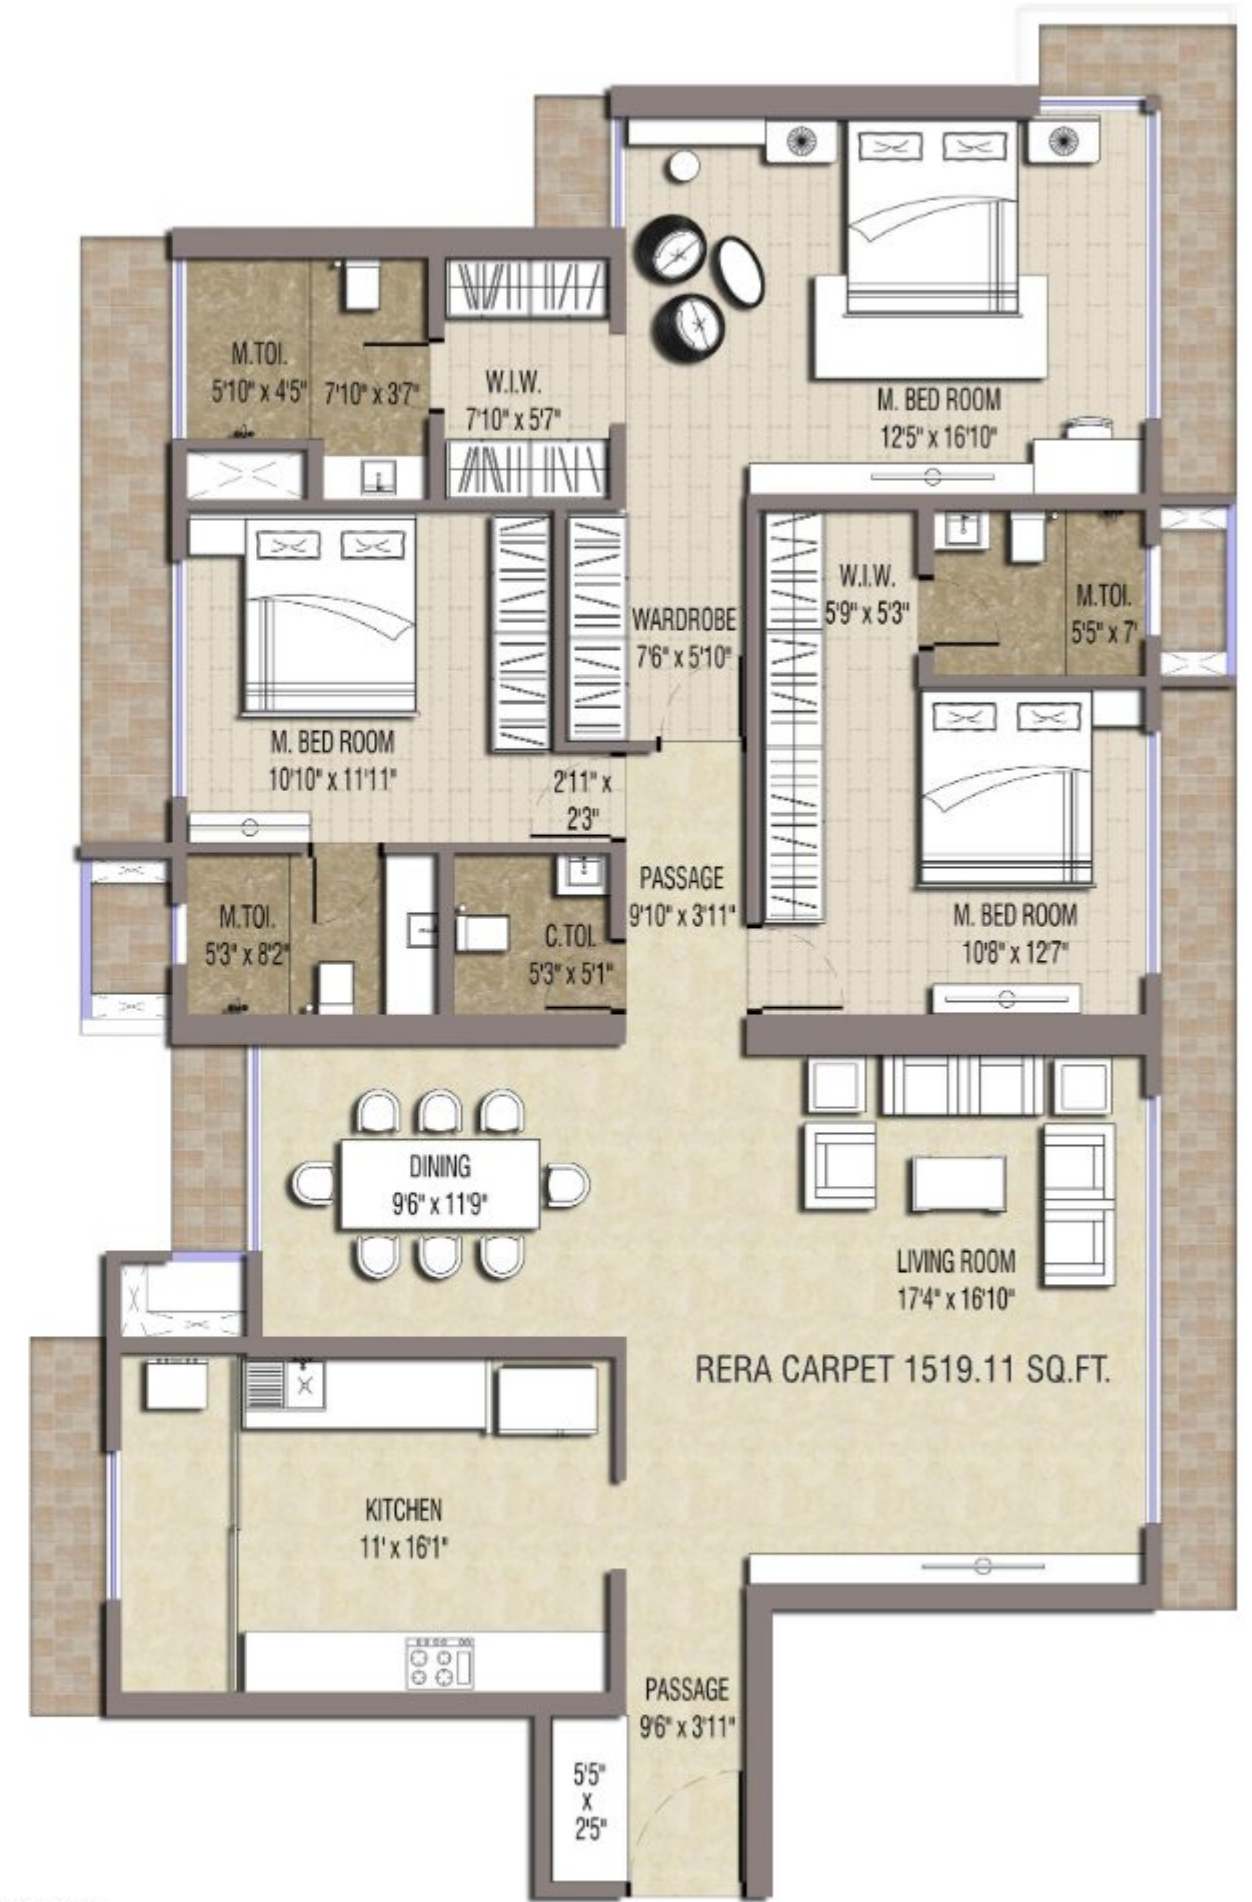 M.TOI.
5'10" x 4'5"
7'10" x 3'7"
W.I.W.
7'10" x 5'7"
M. BED ROOM
12'5" x 16'10"
WARDROBE
7'6" x 5'10"
W.I.W.
5'9" x 5'3"
M.TOI.
5'5" x 7'
M. BED ROOM
10'10" x 11'11"
2'11" x
2'3"
PASSAGE
9'10" x 3'11"
M.TOI.
5'3" x 8'2"
C.TOI.
5'3" x 5'1"
M. BED ROOM
10'8" x 12'7"
DINING
9'6" x 11'9"
LIVING ROOM
17'4" x 16'10"
RERA CARPET 1519.11 SQ.FT.
KITCHEN
11' x 16'1"
PASSAGE
9'6" x 3'11"
5'5"
x
2'5"